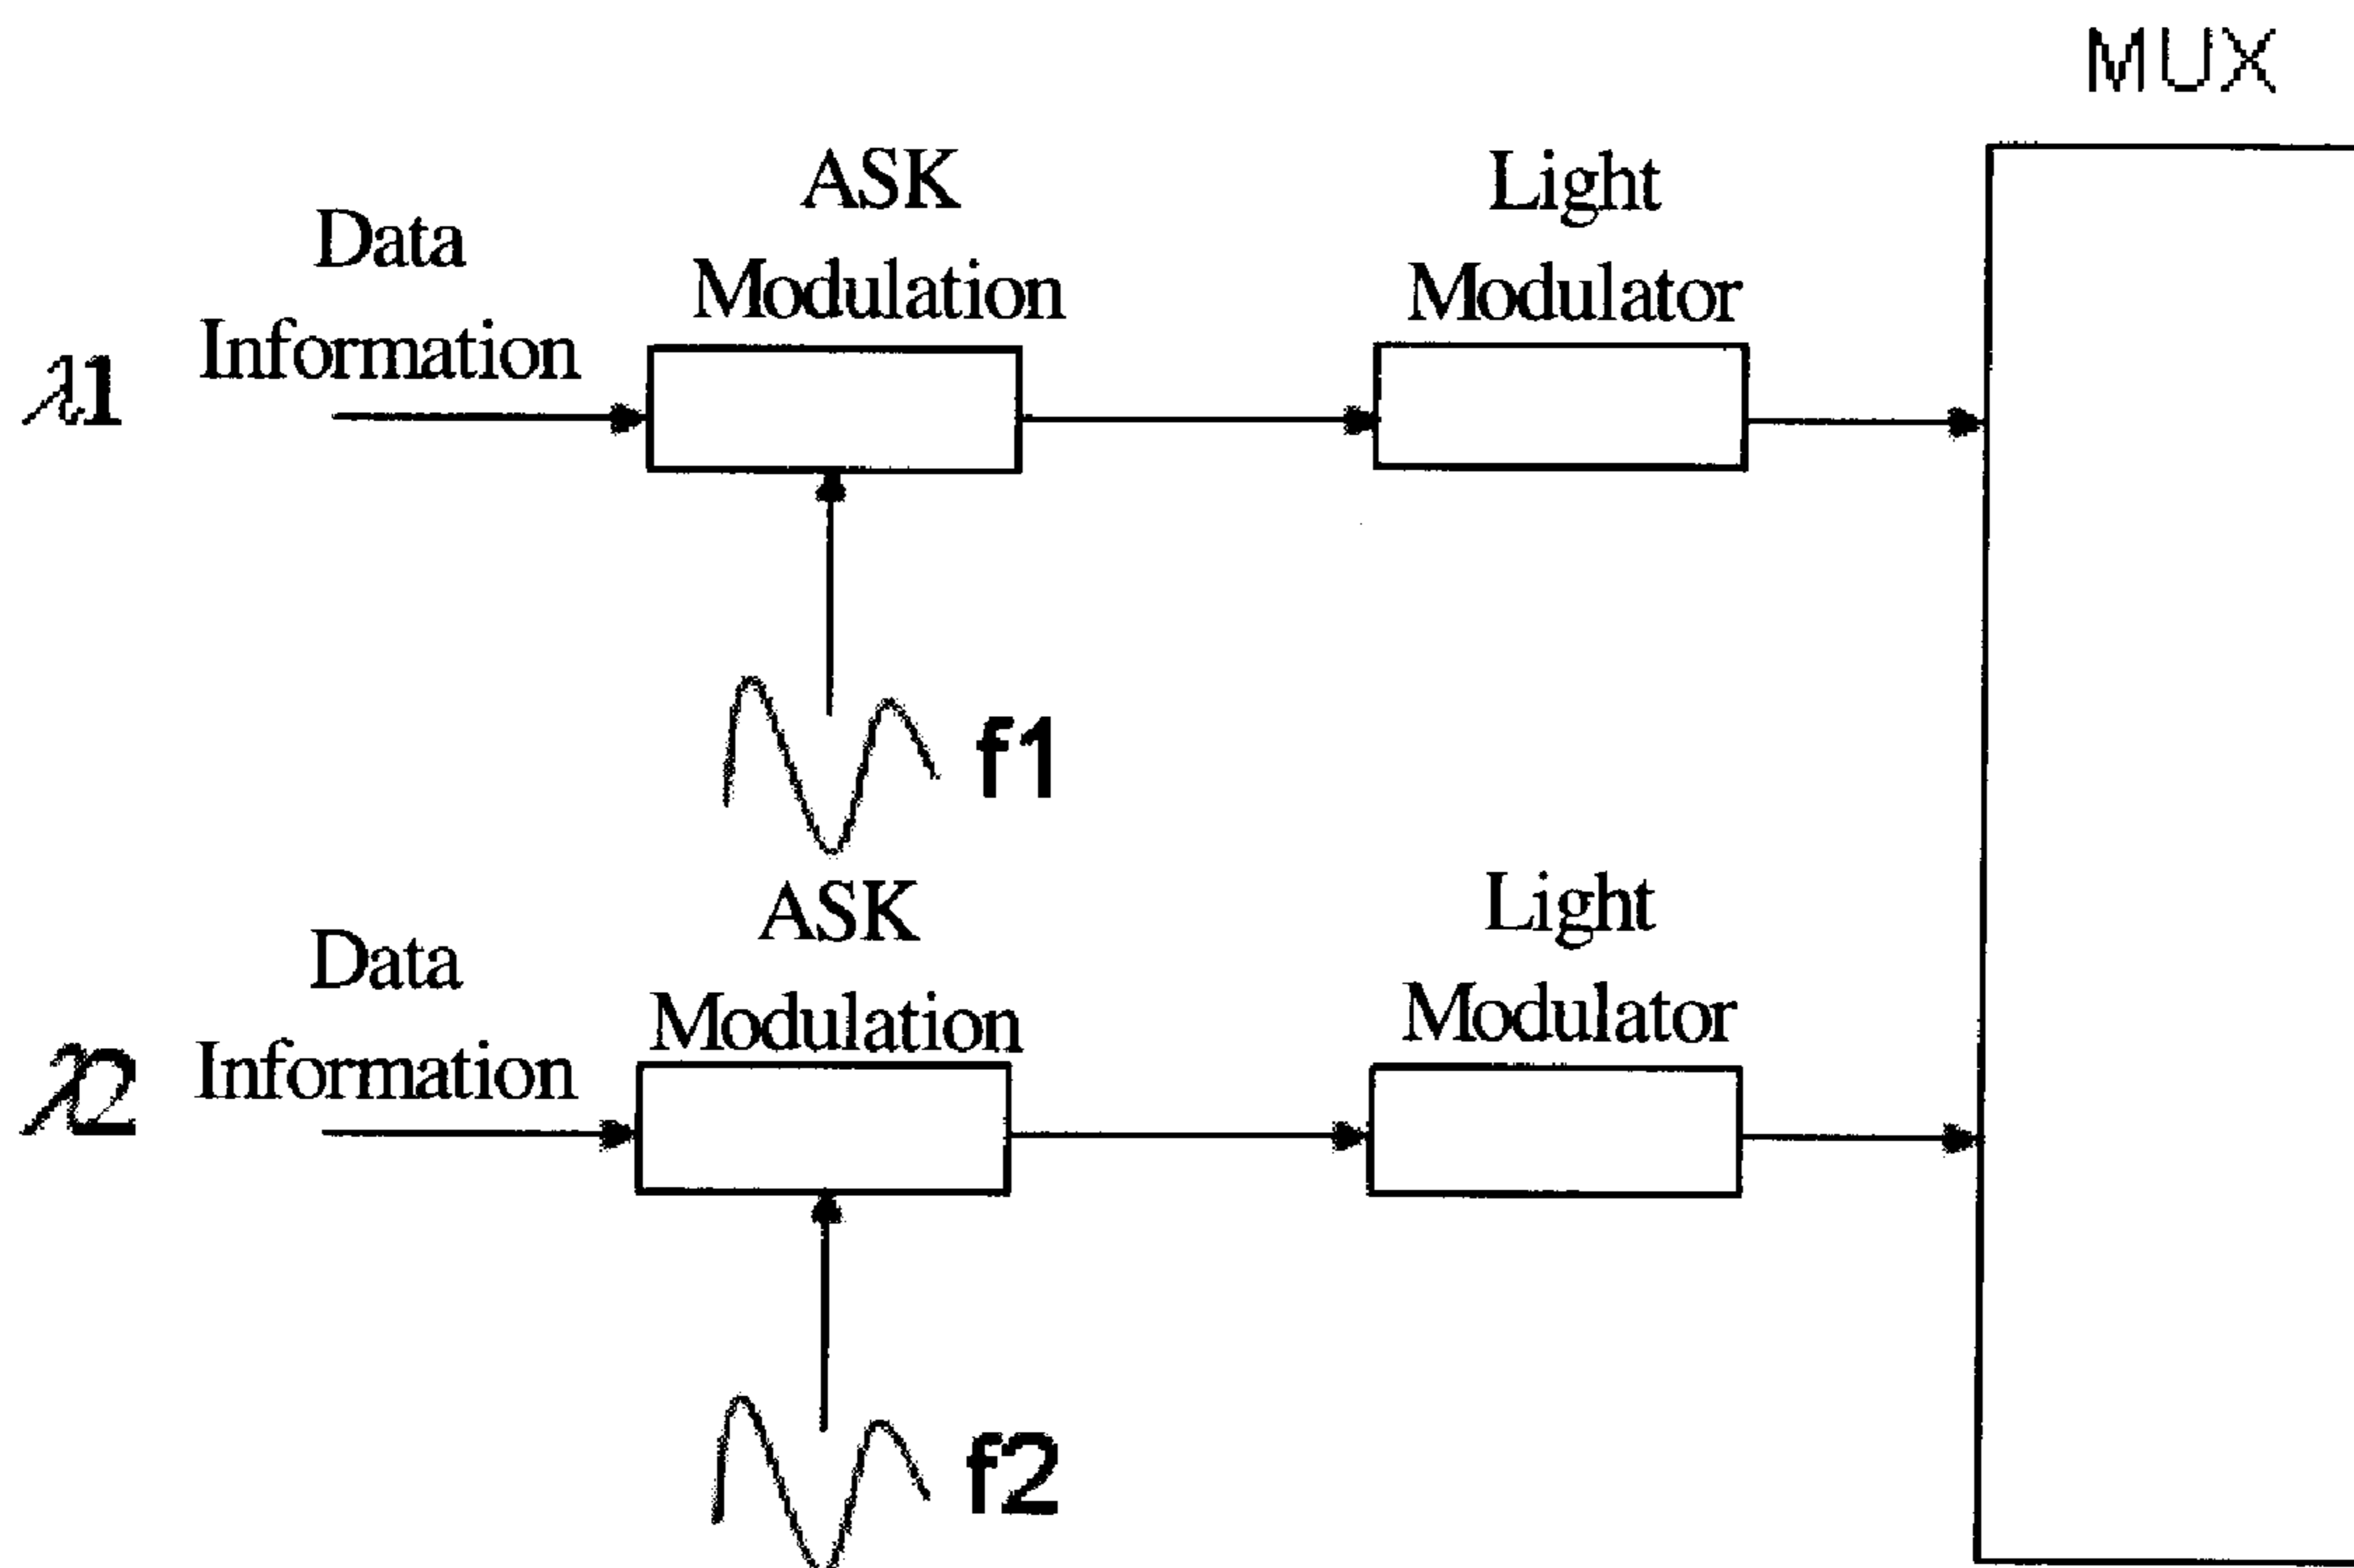 MUX
ASK
Modulation
Light
Modulator
Data
Information
λ1
f1
ASK
Modulation
Light
Modulator
Data
Information
λ2
f2